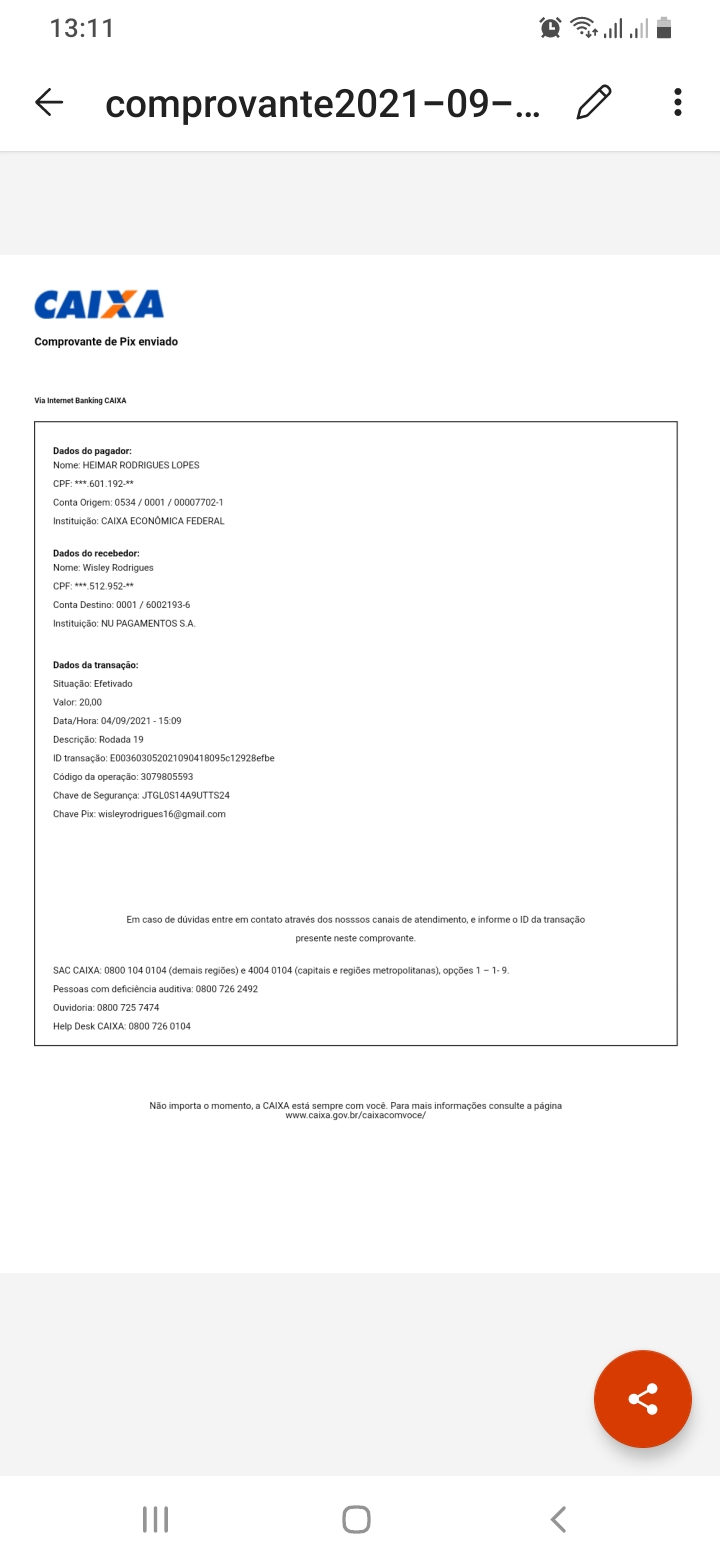 13:11
comprovante2021-09-...
CAIXA
Comprovante de Pix enviado
Via Internet Banking CAIXA
Dados do pagador:
Nome: HEIMAR RODRIGUES LOPES
CPF: ***.601.192-**
Conta Origem: 0534 / 0001 / 00007702-1
Instituição: CAIXA ECONÔMICA FEDERAL
Dados do recebedor:
Nome: Wisley Rodrigues
CPF: ***.512.952-**
Conta Destino: 0001 / 6002193-6
Instituição: NU PAGAMENTOS S.A.
Dados da transação:
Situação: Efetivado
Valor: 20,00
Data/Hora: 04/09/2021 - 15:09
Descrição: Rodada 19
ID transação: E003603052021090418095c12928efbe
Código da operação: 3079805593
Chave de Segurança: JTGL0S14A9UTTS24
Chave Pix: wisleyrodrigues16@gmail.com
Em caso de dúvidas entre em contato através dos nosssos canais de atendimento, e informe o ID da transação
presente neste comprovante.
SAC CAIXA: 0800 104 0104 (demais regiões) e 4004 0104 (capitais e regiões metropolitanas), opções 1 – 1- 9.
Pessoas com deficiência auditiva: 0800 726 2492
Ouvidoria: 0800 725 7474
Help Desk CAIXA: 0800 726 0104
Não importa o momento, a CAIXA está sempre com você. Para mais informações consulte a página
www.caixa.gov.br/caixacomvoce/